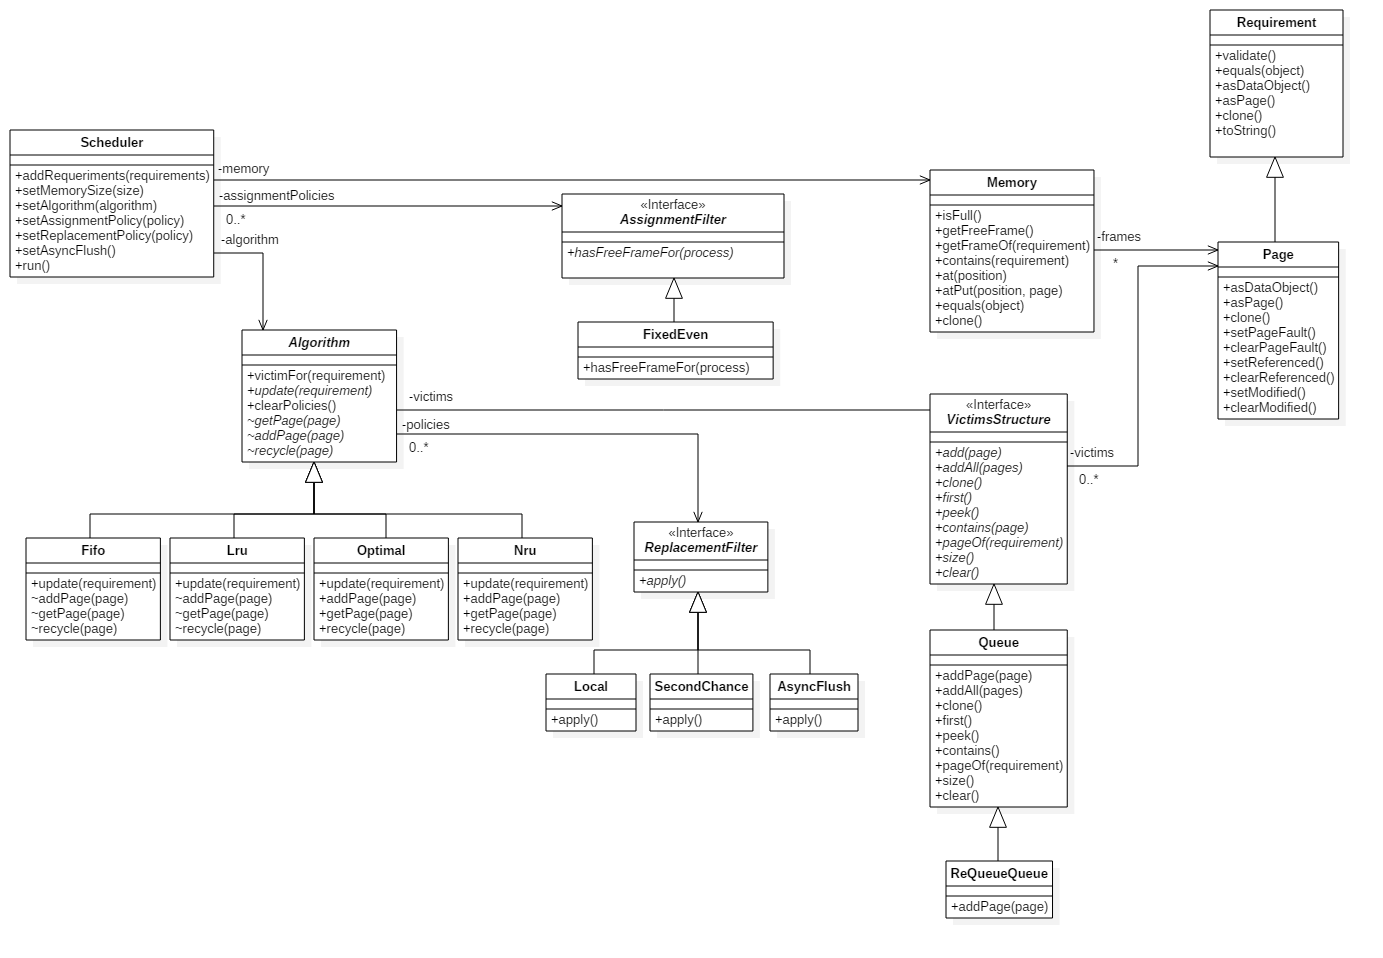 Requirement
+validate()
+equals(object)
+asDataObject()
+asPage()
+clone()
+toString()
Scheduler
+addRequeriments(requirements)
+setMemorySize(size)
+setAlgorithm(algorithm)
+setAssignmentPolicy(policy)
+setReplacementPolicy(policy)
+setAsyncFlush()
+run()
-memory
-assignmentPolicies
0..*
-algorithm
«Interface»
AssignmentFilter
+hasFreeFrameFor(process)
Memory
+isFull()
+getFreeFrame()
+getFrameOf(requirement)
+contains(requirement)
+at(position)
+atPut(position, page)
+equals(object)
+clone()
-frames
*
Page
+asDataObject()
+asPage()
+clone()
+setPageFault()
+clearPageFault()
+setReferenced()
+clearReferenced()
+setModified()
+clearModified()
FixedEven
+hasFreeFrameFor(process)
Algorithm
+victimFor(requirement)
+update(requirement)
+clearPolicies()
~getPage(page)
~addPage(page)
~recycle(page)
-victims
-policies
0..*
«Interface»
VictimsStructure
+add(page)
+addAll(pages)
+clone()
+first()
+peek()
+contains(page)
+pageOf(requirement)
+size()
+clear()
-victims
0..*
Fifo
+update(requirement)
~addPage(page)
~getPage(page)
~recycle(page)
Lru
+update(requirement)
~addPage(page)
~getPage(page)
~recycle(page)
Optimal
+update(requirement)
+addPage(page)
+getPage(page)
+recycle(page)
Nru
+update(requirement)
+addPage(page)
+getPage(page)
+recycle(page)
«Interface»
ReplacementFilter
+apply()
Local
+apply()
SecondChance
+apply()
AsyncFlush
+apply()
Queue
+addPage(page)
+addAll(pages)
+clone()
+first()
+peek()
+contains()
+pageOf(requirement)
+size()
+clear()
ReQueueQueue
+addPage(page)